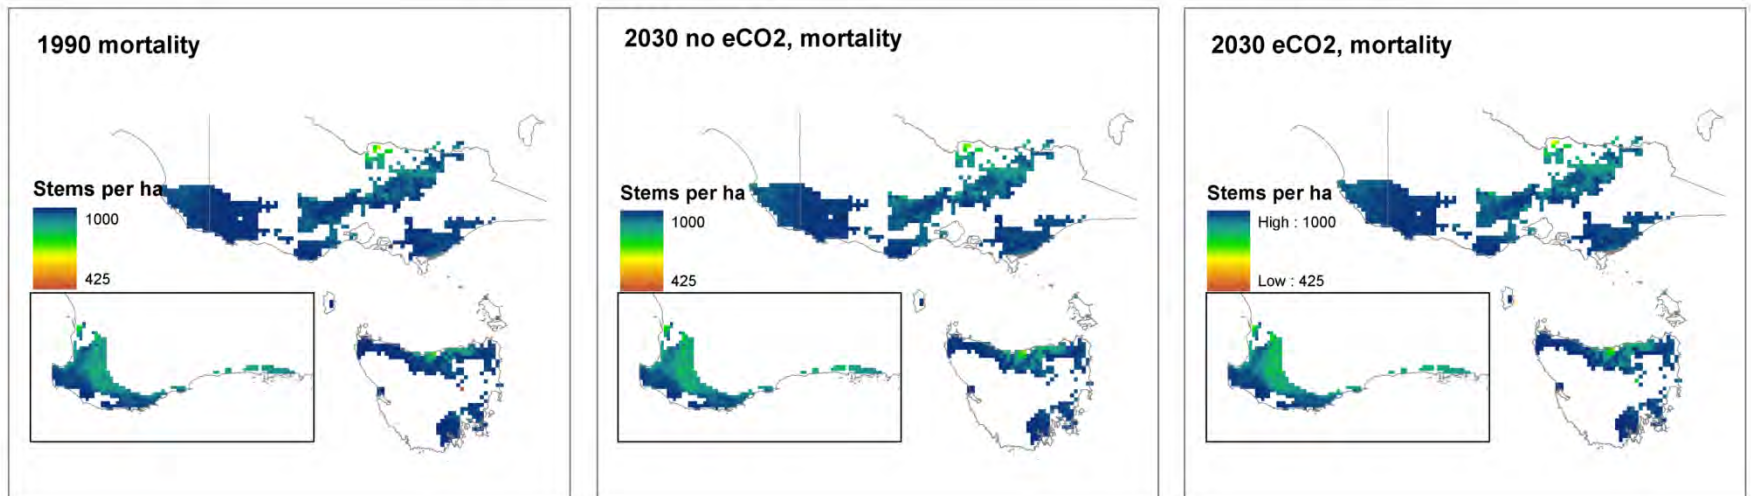 1990 mortality
Stems per ha
1000
425
2030 no eCO2, mortality
Stems per ha
1000
425
2030 eCO2, mortality
Stems per ha
High : 1000
Low : 425